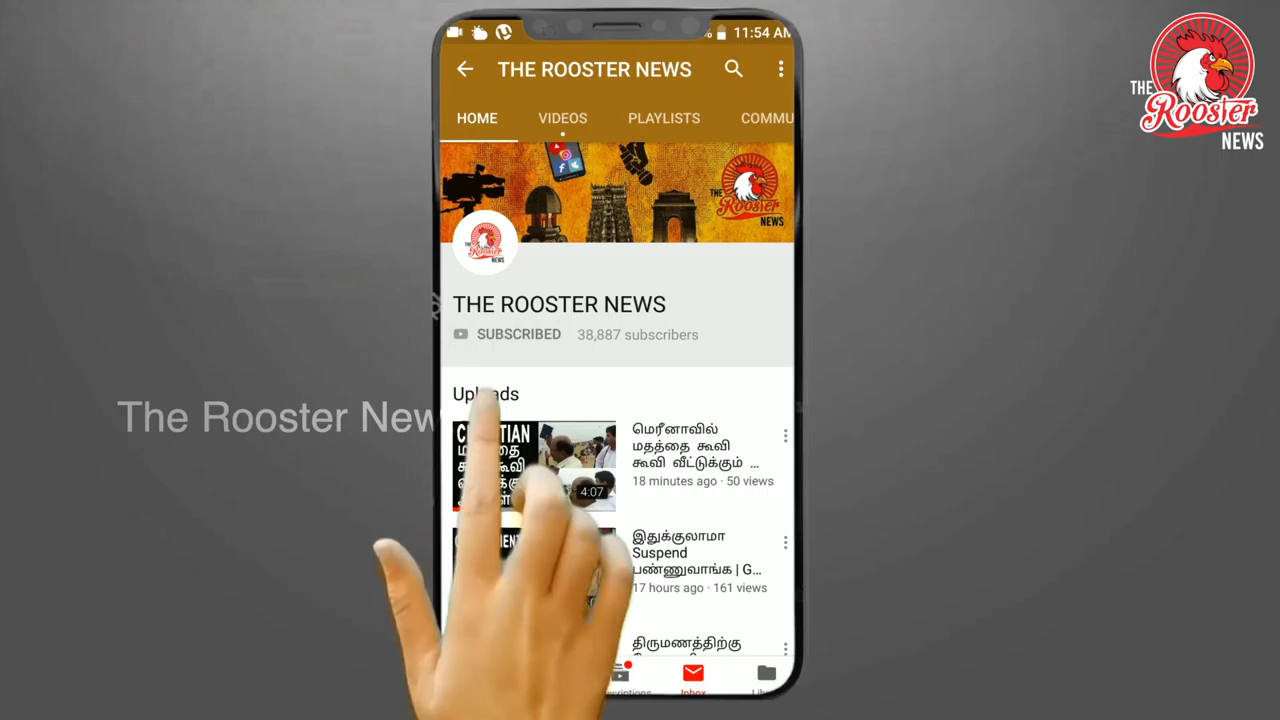 11:54 AM
THE ROOSTER NEWS
HOME VIDEOS PLAYLISTS COMMU
THE
Rooster
NEWS
THE
Rooster
NEWS
THE ROOSTER NEWS
SUBSCRIBED 38,887 subscribers
Uploads
The Rooster New
மெரீனாவில்
மதத்தை கூவி
கூவி வீட்டுக்கும் ...
18 minutes ago · 50 views
4:07
இதுக்குலாமா
Suspend
பண்ணுவாங்க | G...
17 hours ago · 161 views
திருமணத்திற்கு
Inbox